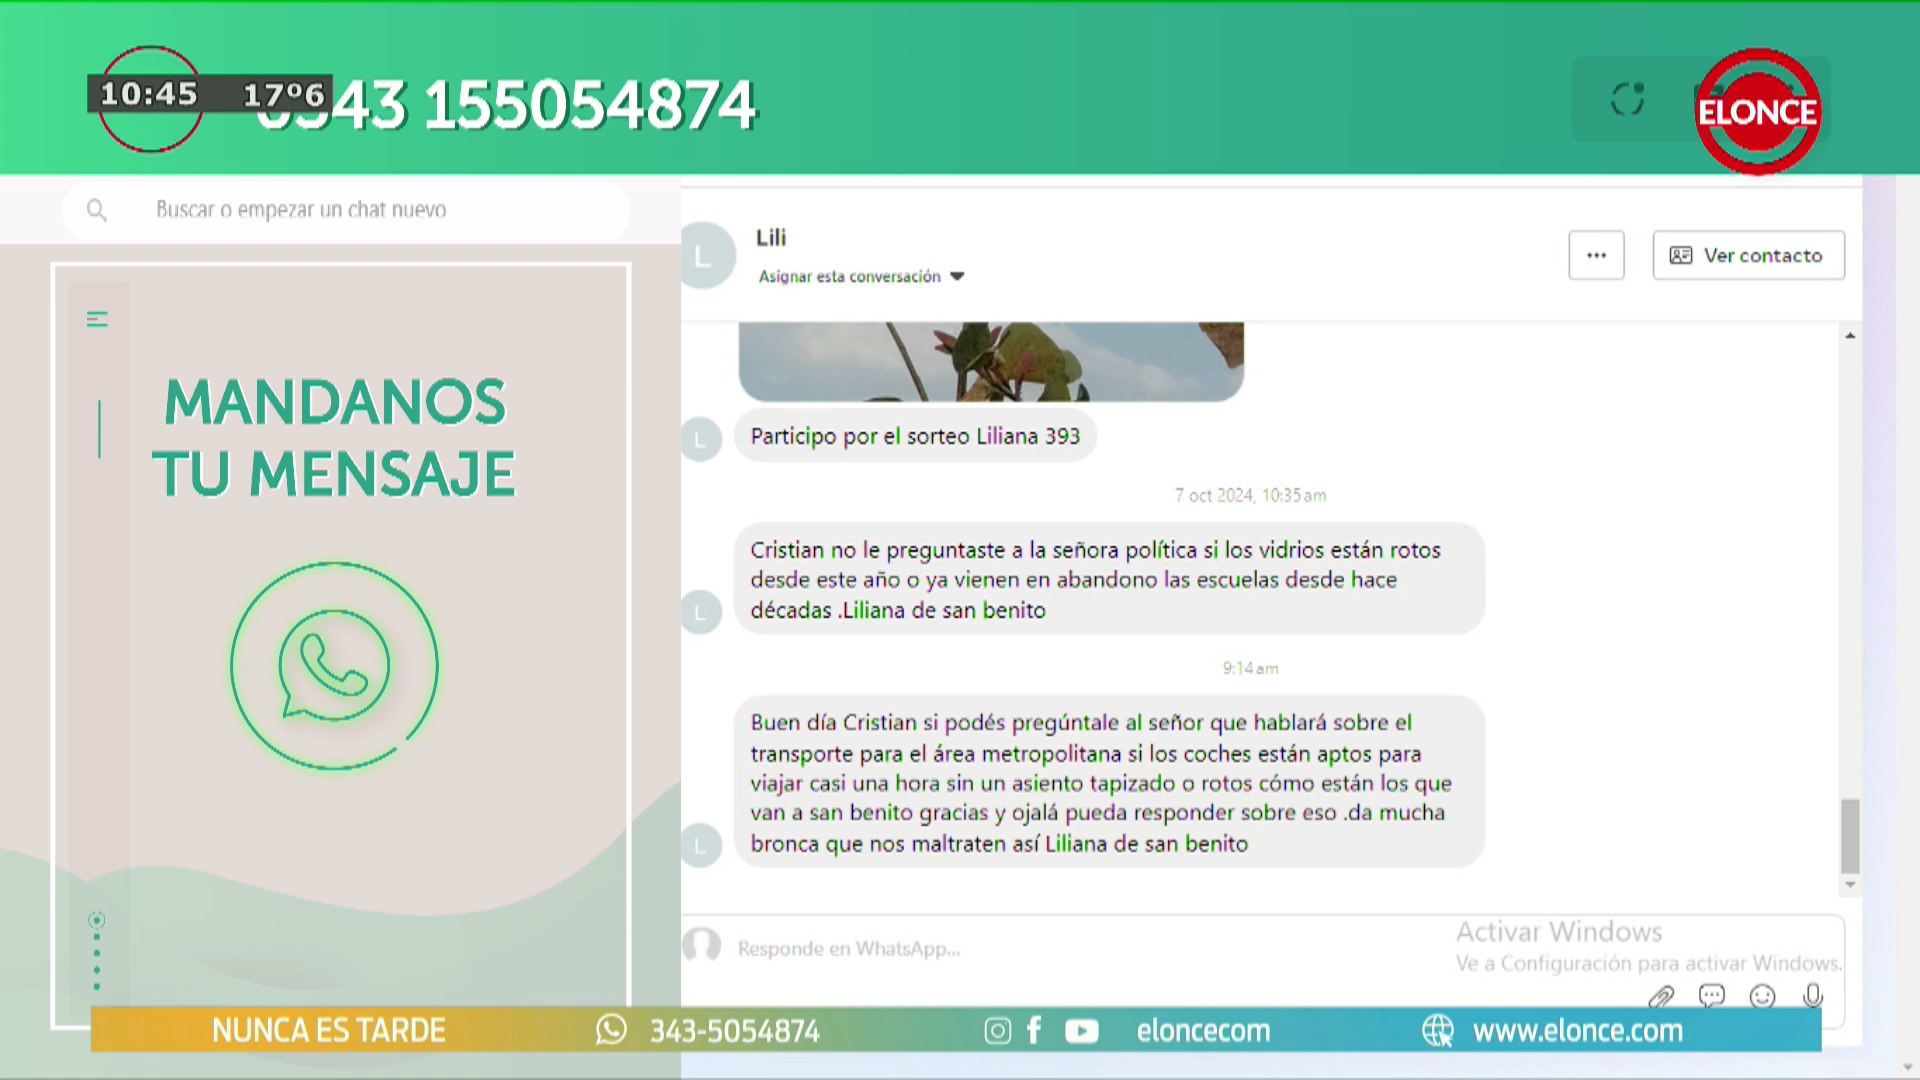 10:45 17º6
0343 155054874
ELONCE
Buscar o empezar un chat nuevo
MANDANOS
TU MENSAJE
L
Lili
Asignar esta conversación
Ver contacto
L
Participo por el sorteo Liliana 393
7 oct 2024, 10:35 am
Cristian no le preguntaste a la señora política si los vidrios están rotos
desde este año o ya vienen en abandono las escuelas desde hace
décadas .Liliana de san benito
L
9:14 am
Buen día Cristian si podés pregúntale al señor que hablará sobre el
transporte para el área metropolitana si los coches están aptos para
viajar casi una hora sin un asiento tapizado o rotos cómo están los que
van a san benito gracias y ojalá pueda responder sobre eso .da mucha
bronca que nos maltraten así Liliana de san benito
L
Responde en WhatsApp...
Activar Windows
Ve a Configuración para activar Windows.
NUNCA ES TARDE 343-5054874 eloncecom www.elonce.com